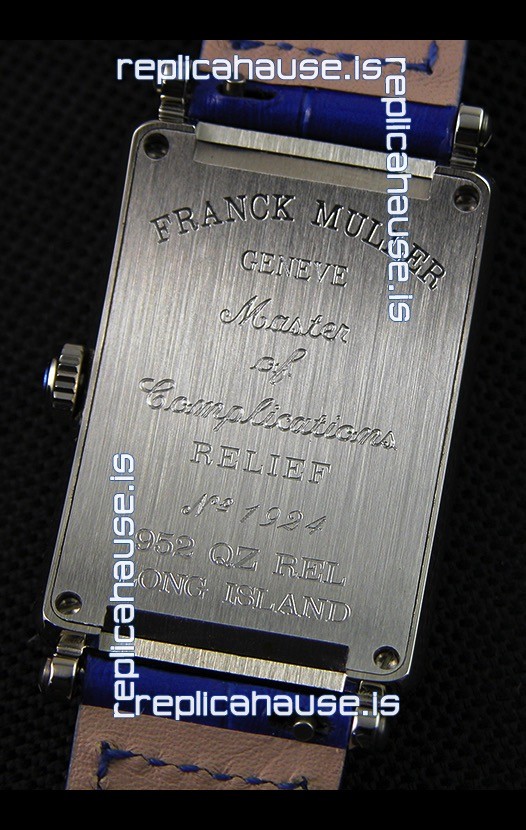 replicahause.is
replicahause.is
FRANCK MULLER
GENEVE
Master
of
Complications
RELIEF
Nº 1924
952 QZ REL
LONG ISLAND
replicahause.is
replicahause.is